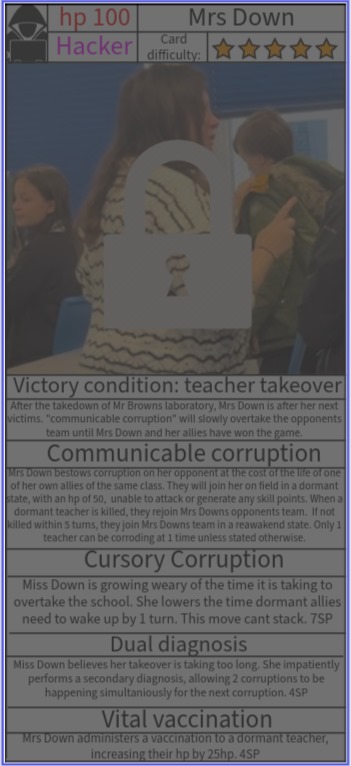 hp 100
Mrs Down
Hacker
Card
difficulty:
Victory condition: teacher takeover
After the takedown of Mr Browns laboratory, Mrs Down is after her next
victims. "communicable corruption" will slowly overtake the opponents
team until Mrs Down and her allies have won the game.
Communicable corruption
Mrs Down bestows corruption on her opponent at the cost of the life of one
of her own allies of the same class. They will join her on field in a dormant
state, with an hp of 50, unable to attack or generate any skill points. When a
dormant teacher is killed, they rejoin Mrs Downs opponents team. If not
killed within 5 turns, they join Mrs Downs team in a reawakend state. Only 1
teacher can be corroding at 1 time unless stated otherwise.
Cursory Corruption
Miss Down is growing weary of the time it is taking to
overtake the school. She lowers the time dormant allies
need to wake up by 1 turn. This move cant stack. 7SP
Dual diagnosis
Miss Down believes her takeover is taking too long. She impatiently
performs a secondary diagnosis, allowing 2 corruptions to be
happening simultaniously for the next corruption. 4SP
Vital vaccination
Mrs Down administers a vaccination to a dormant teacher,
increasing their hp by 25hp. 4SP